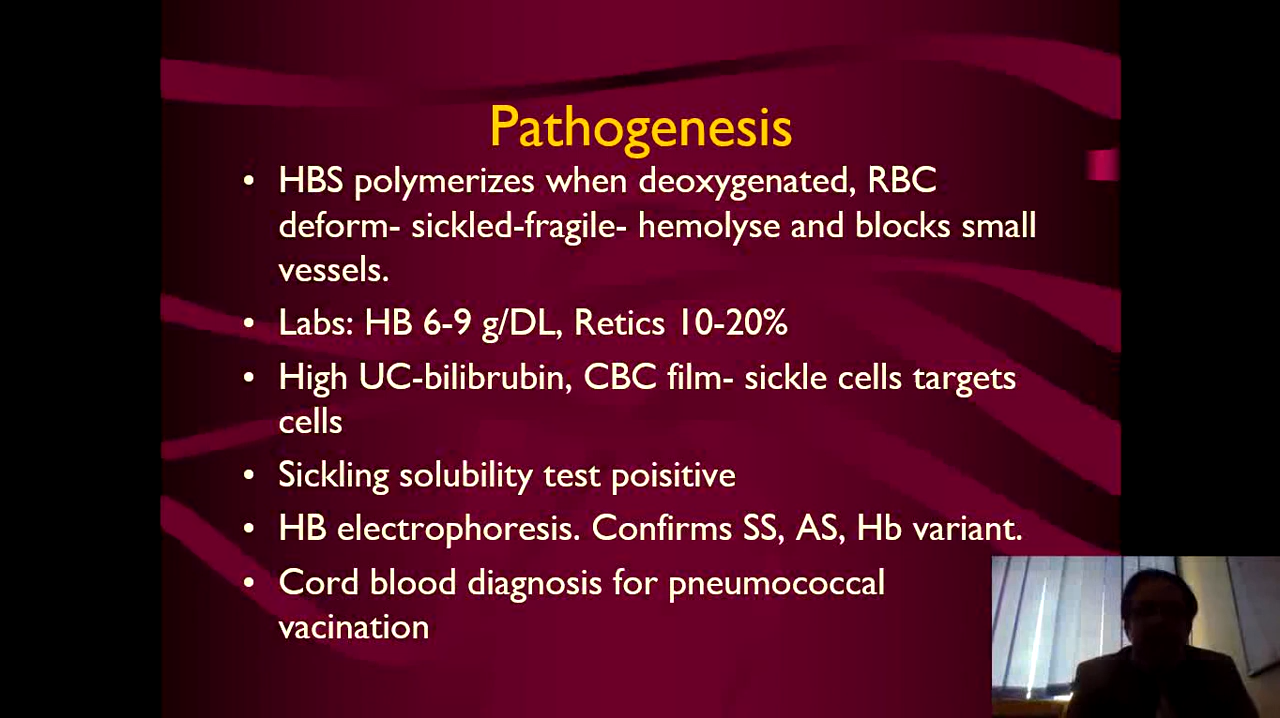 Pathogenesis
• HBS polymerizes when deoxygenated, RBC
deform- sickled-fragile- hemolyse and blocks small
vessels.
• Labs: HB 6-9 g/DL, Retics 10-20%
• High UC-bilibrubin, CBC film- sickle cells targets
cells
• Sickling solubility test poisitive
• HB electrophoresis. Confirms SS, AS, Hb variant.
• Cord blood diagnosis for pneumococcal
vacination